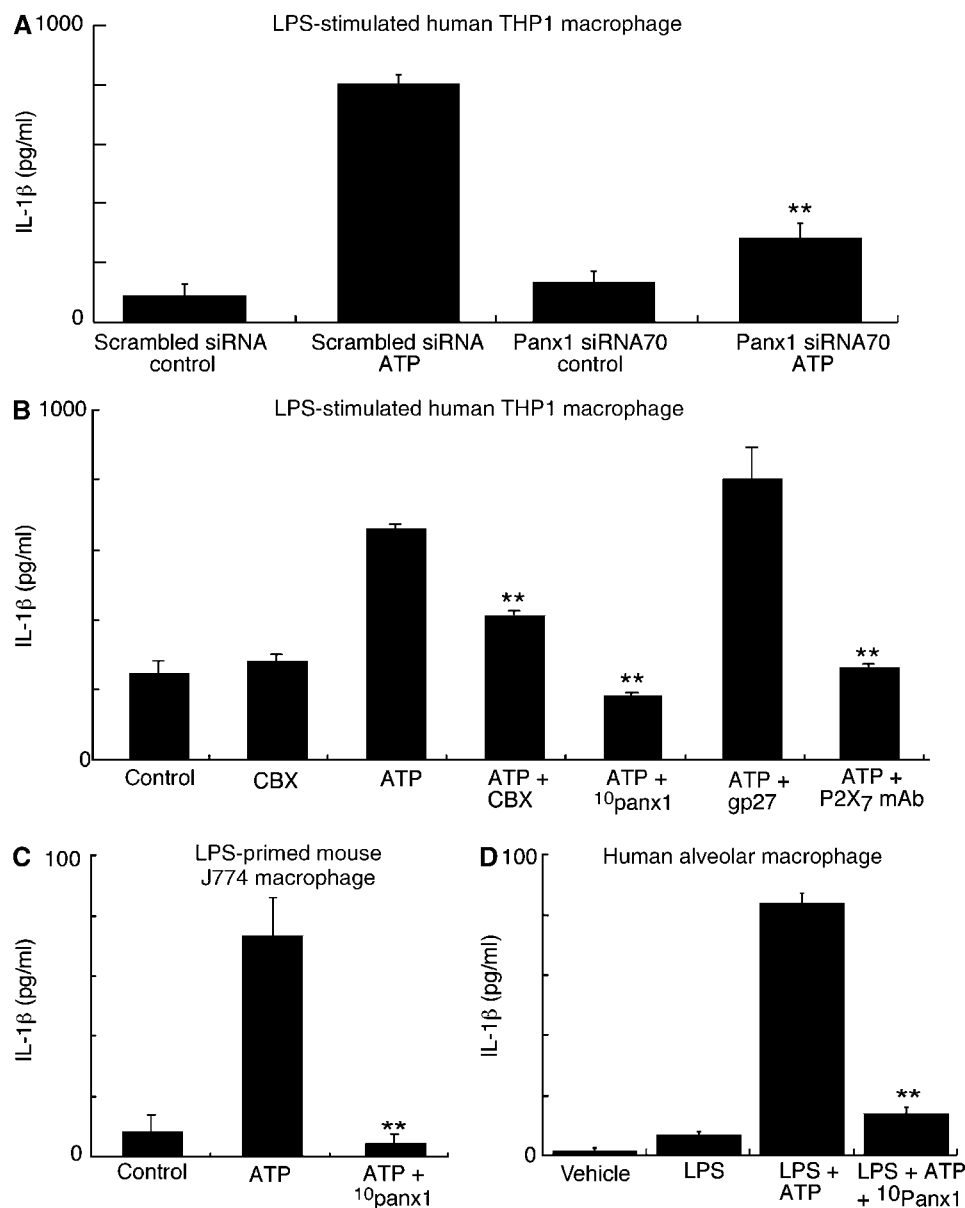 A
LPS-stimulated human THP1 macrophage
1000
IL-1β (pg/ml)
0
**
Scrambled siRNA control
Scrambled siRNA ATP
Panx1 siRNA70 control
Panx1 siRNA70 ATP
B
LPS-stimulated human THP1 macrophage
1000
IL-1β (pg/ml)
0
**
**
**
Control
CBX
ATP
ATP + CBX
ATP + ¹⁰panx1
ATP + gp27
ATP + P2X₇ mAb
C
LPS-primed mouse
J774 macrophage
100
IL-1β (pg/ml)
0
**
Control
ATP
ATP + ¹⁰panx1
D
Human alveolar macrophage
100
IL-1β (pg/ml)
0
**
Vehicle
LPS
LPS + ATP
LPS + ATP + ¹⁰Panx1